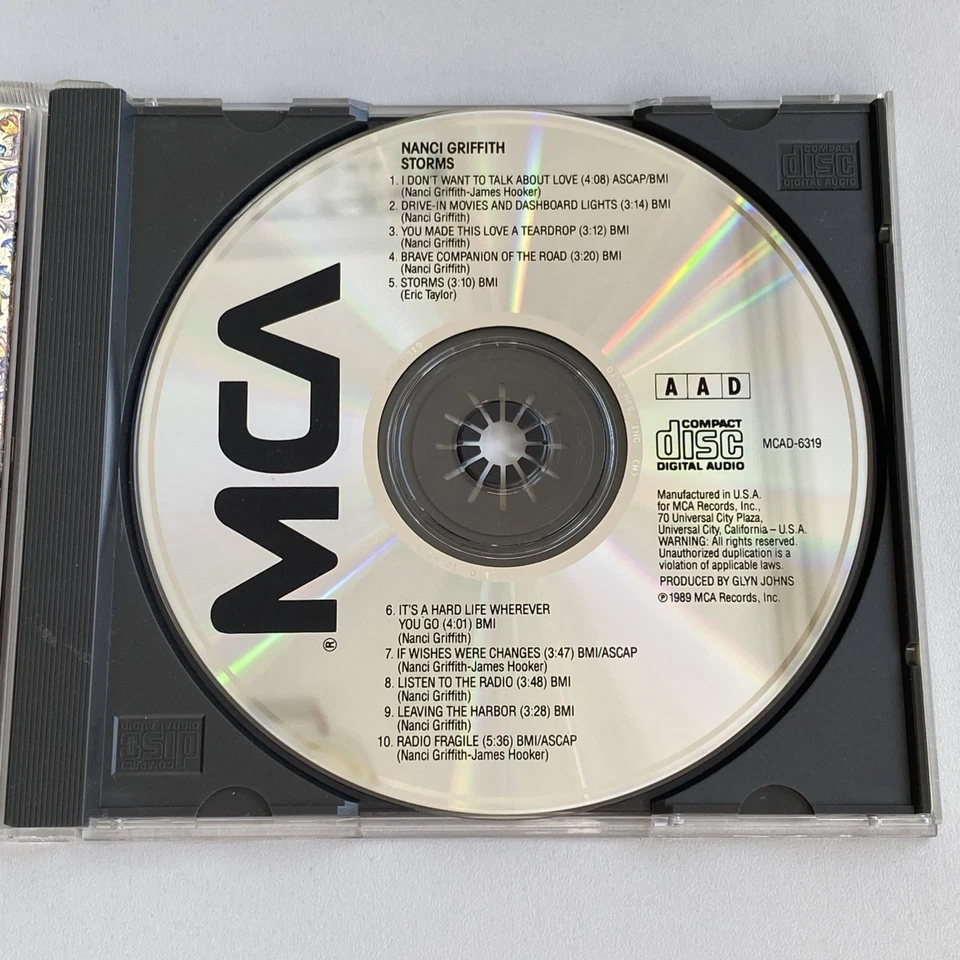 NANCI GRIFFITH
STORMS
1. I DON'T WANT TO TALK ABOUT LOVE (4:08) ASCAP/BMI
(Nanci Griffith-James Hooker)
2. DRIVE-IN MOVIES AND DASHBOARD LIGHTS (3:14) BMI
(Nanci Griffith)
3. YOU MADE THIS LOVE A TEARDROP (3:12) BMI
(Nanci Griffith)
4. BRAVE COMPANION OF THE ROAD (3:20) BMI
(Nanci Griffith)
5. STORMS (3:10) BMI
(Eric Taylor)
MCA
®
A A D
COMPACT
disc
DIGITAL AUDIO
MCAD-6319
Manufactured in U.S.A.
for MCA Records, Inc.,
70 Universal City Plaza,
Universal City, California – U.S.A.
WARNING: All rights reserved.
Unauthorized duplication is a
violation of applicable laws.
PRODUCED BY GLYN JOHNS
℗ 1989 MCA Records, Inc.
6. IT'S A HARD LIFE WHEREVER
YOU GO (4:01) BMI
(Nanci Griffith)
7. IF WISHES WERE CHANGES (3:47) BMI/ASCAP
(Nanci Griffith-James Hooker)
8. LISTEN TO THE RADIO (3:48) BMI
(Nanci Griffith)
9. LEAVING THE HARBOR (3:28) BMI
(Nanci Griffith)
10. RADIO FRAGILE (5:36) BMI/ASCAP
(Nanci Griffith-James Hooker)
COMPACT
disc
DIGITAL AUDIO
COMPACT
disc
DIGITAL AUDIO